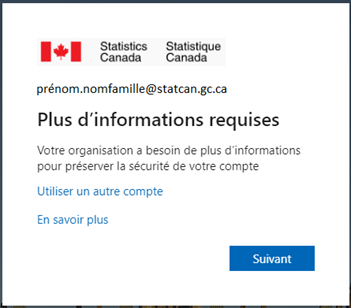 Statistics Statistique
Canada Canada
prénom.nomfamille@statcan.gc.ca
Plus d’informations requises
Votre organisation a besoin de plus d’informations
pour préserver la sécurité de votre compte
Utiliser un autre compte
En savoir plus
Suivant